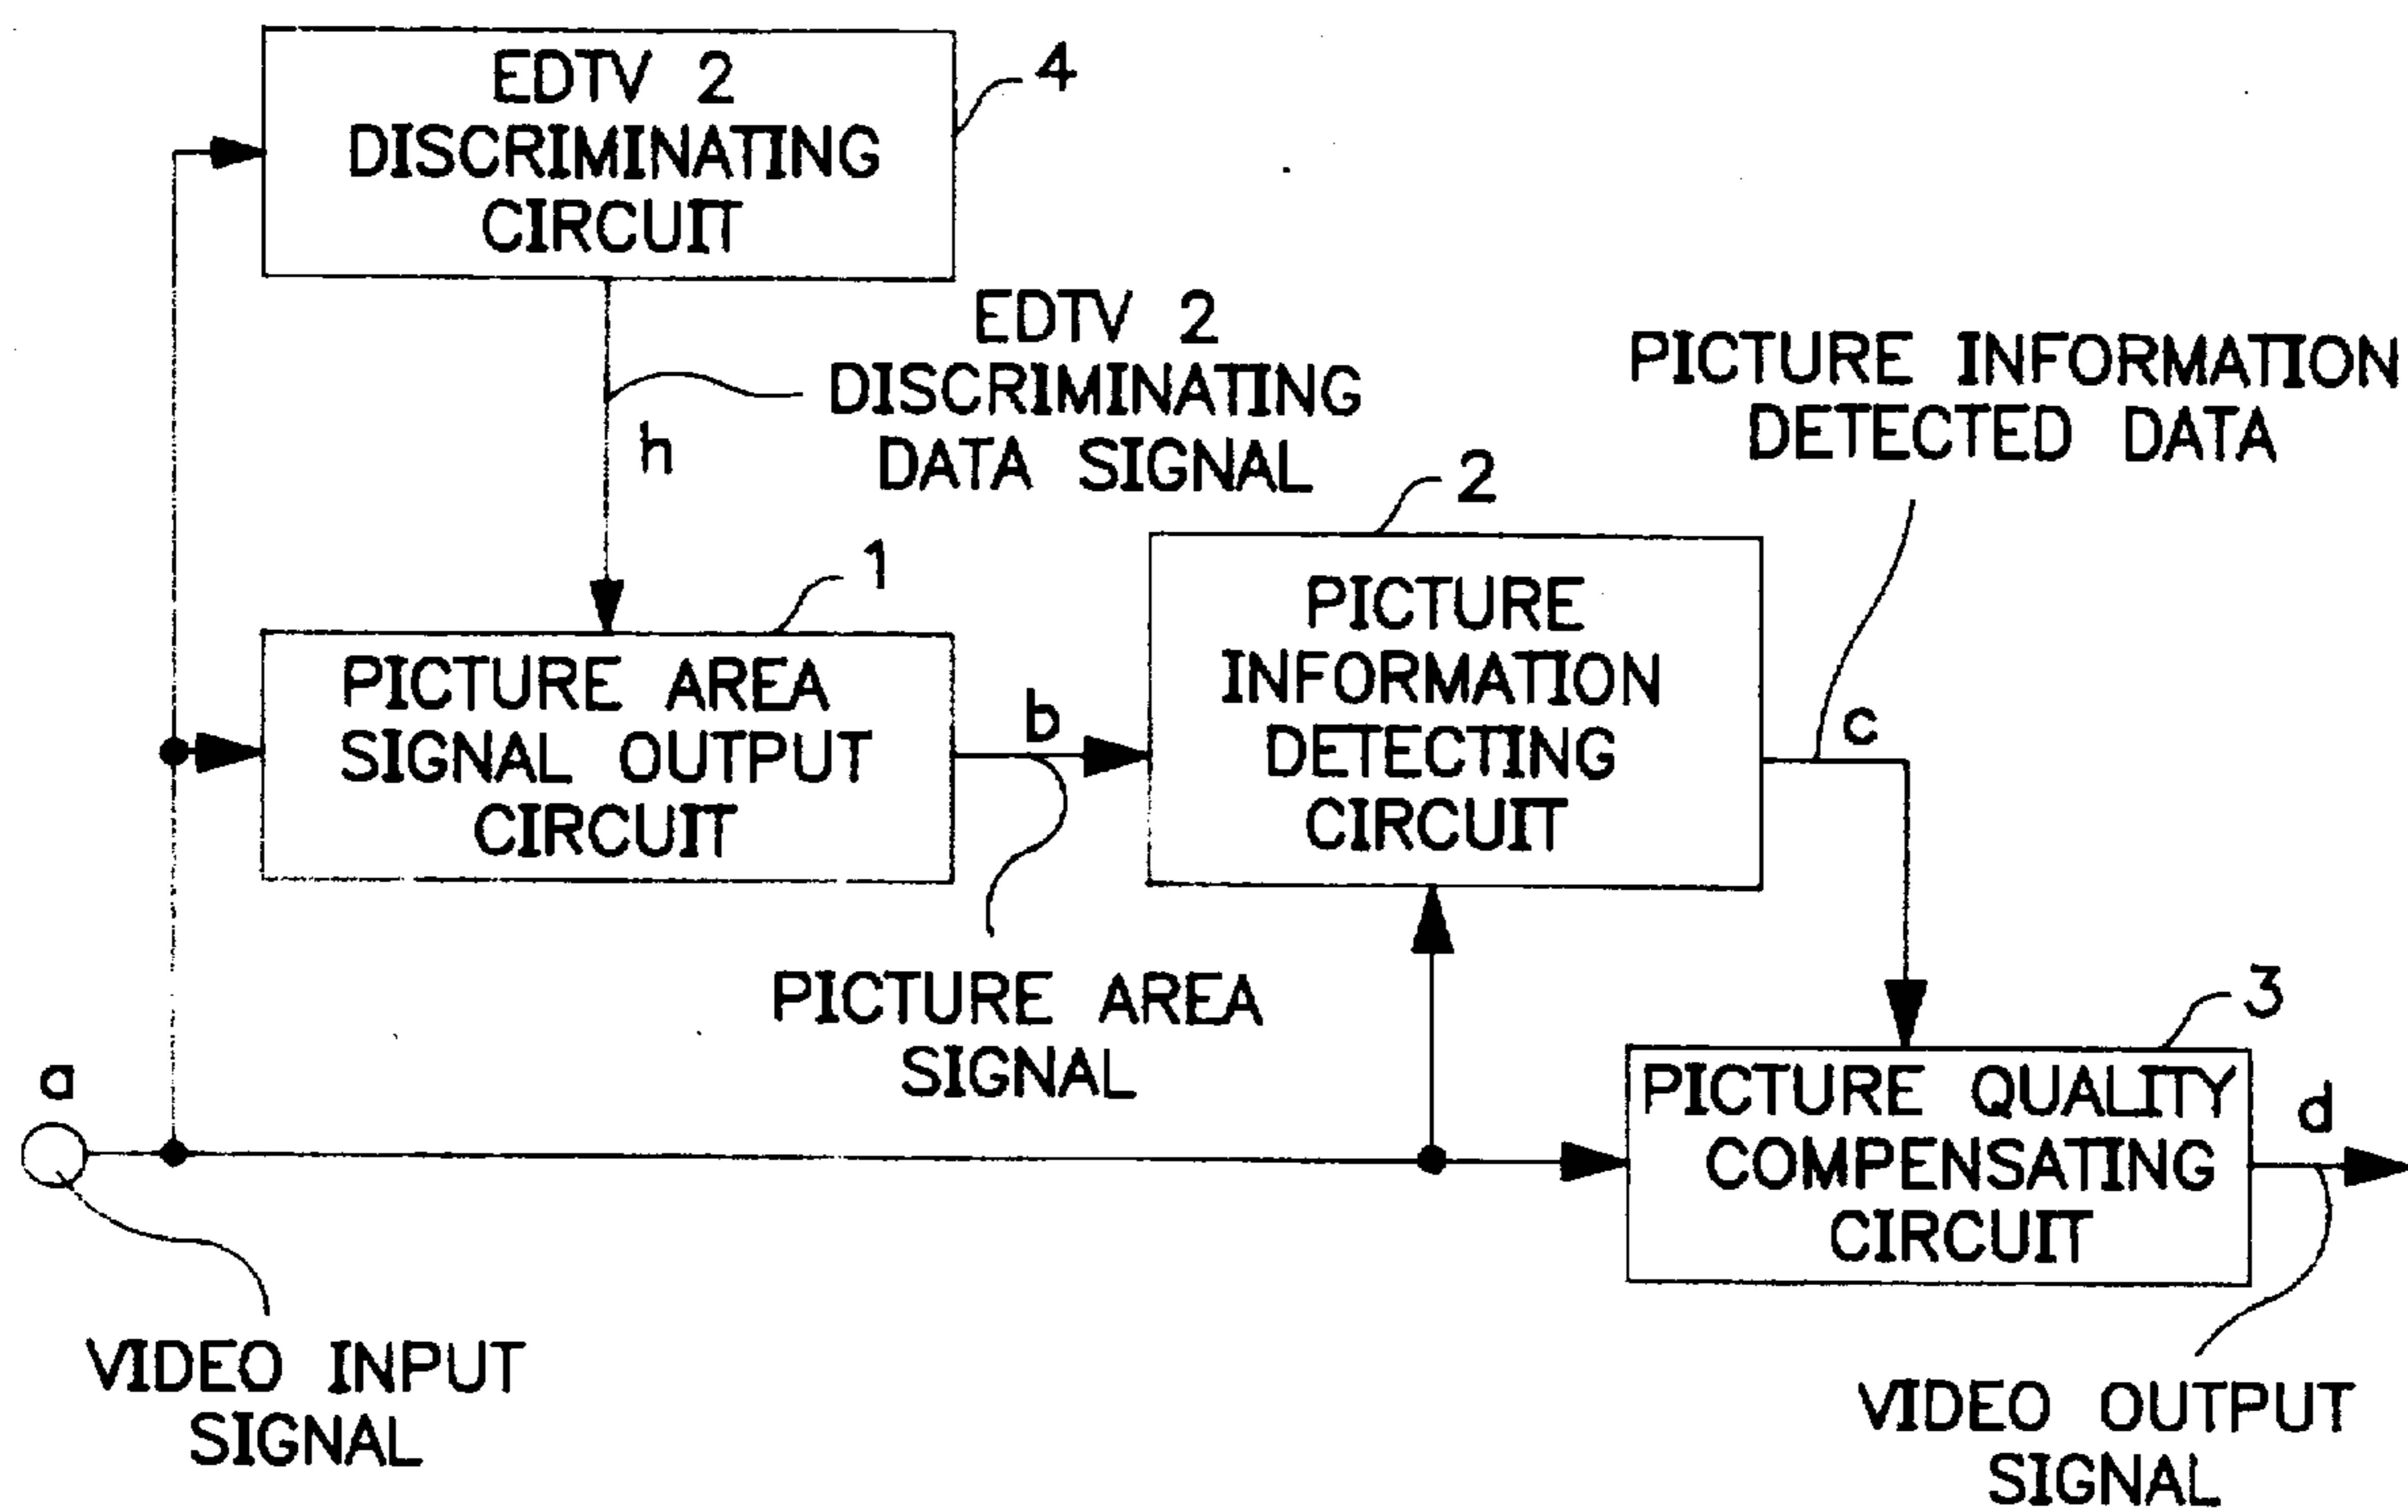 EDTV 2
DISCRIMINATING
CIRCUIT
4
EDTV 2
DISCRIMINATING
DATA SIGNAL
h
PICTURE INFORMATION
DETECTED DATA
1
PICTURE AREA
SIGNAL OUTPUT
CIRCUIT
b
PICTURE AREA
SIGNAL
2
PICTURE
INFORMATION
DETECTING
CIRCUIT
c
3
PICTURE QUALITY
COMPENSATING
CIRCUIT
d
a
VIDEO INPUT
SIGNAL
VIDEO OUTPUT
SIGNAL